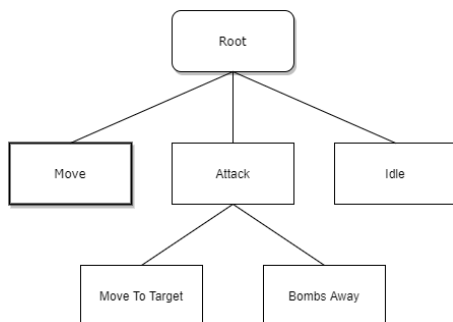 Root
Move
Attack
Idle
Move To Target
Bombs Away